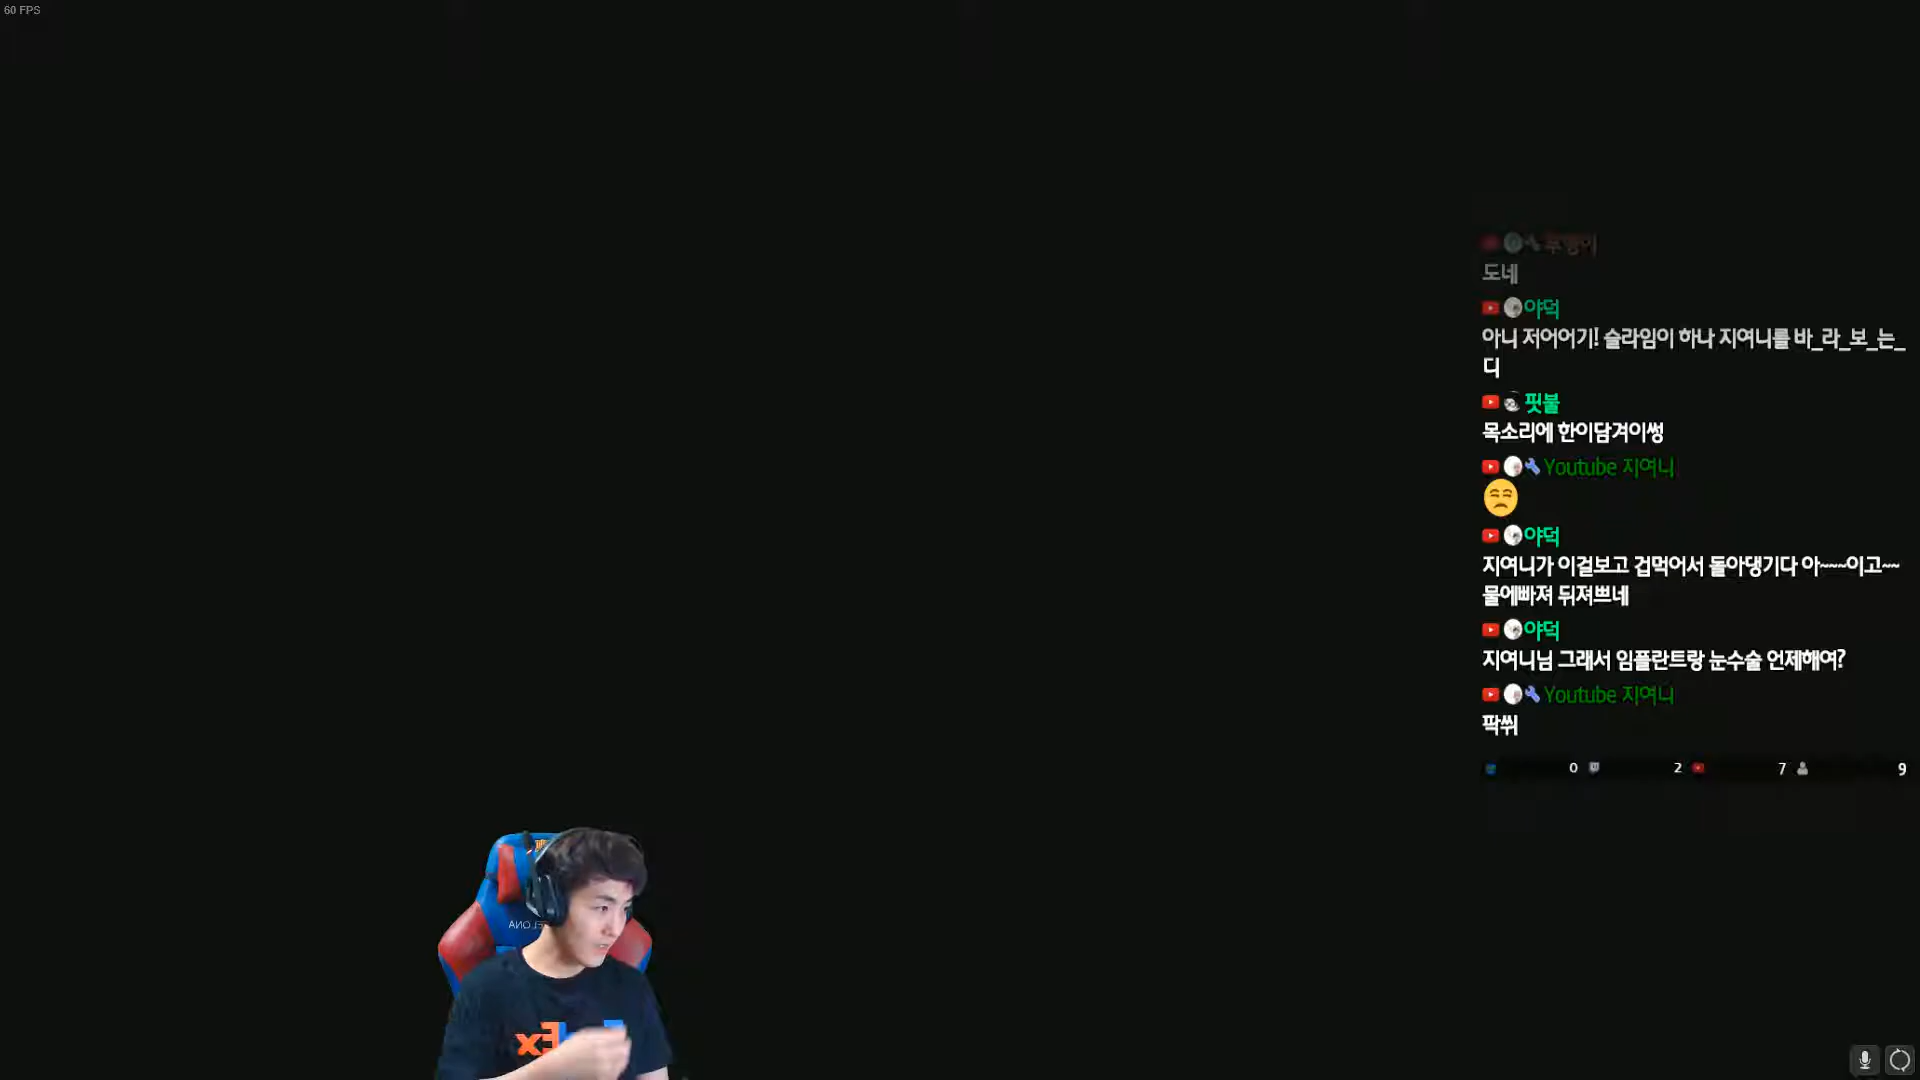 60 FPS
도네
야덕
아니 저어어기! 슬라임이 하나 지여니를 바_라_보_는_
디
핏불
목소리에 한이담겨이썽
Youtube 지여니
야덕
지여니가 이걸보고 겁먹어서 돌아댕기다 아~~~이고~~
물에빠져 뒤져쁘네
야덕
지여니님 그래서 임플란트랑 눈수술 언제해여?
Youtube 지여니
팍쒸
0 2 7 9